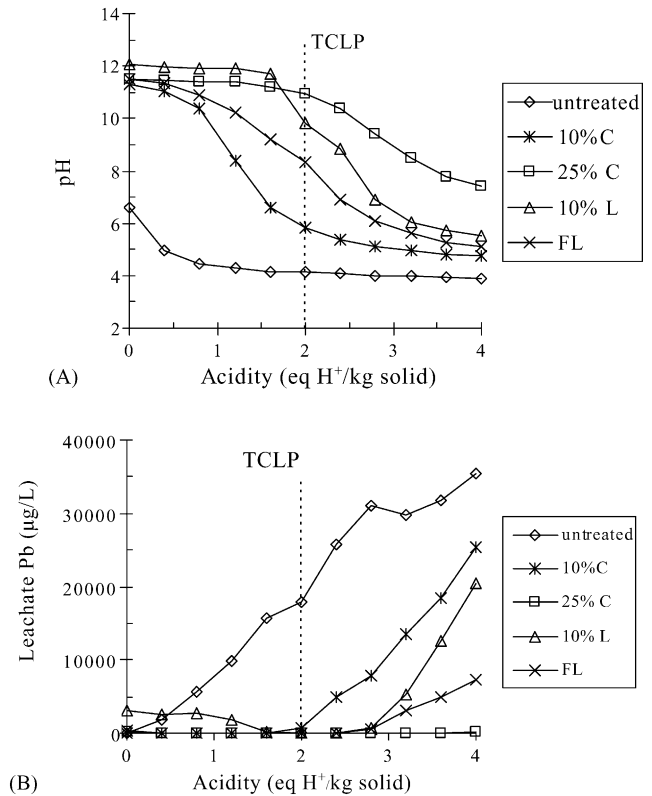 14
12
10
8
6
4
2
pH
TCLP
0
1
2
3
4
(A)
Acidity (eq H⁺/kg solid)
untreated
10%C
25% C
10% L
FL
40000
30000
20000
10000
0
Leachate Pb (µg/L)
TCLP
0
1
2
3
4
(B)
Acidity (eq H⁺/kg solid)
untreated
10%C
25% C
10% L
FL